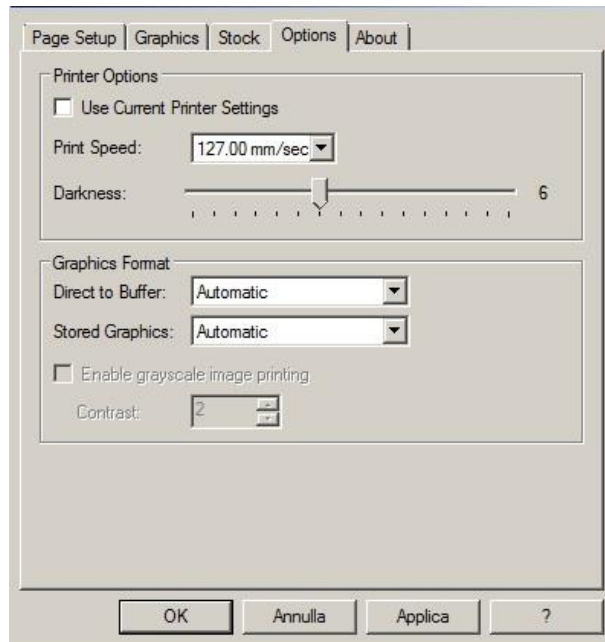 Page Setup Graphics Stock Options About
Printer Options
Use Current Printer Settings
Print Speed: 127.00 mm/sec
Darkness: 6
Graphics Format
Direct to Buffer: Automatic
Stored Graphics: Automatic
Enable grayscale image printing
Contrast: 2
OK Annulla Applica ?